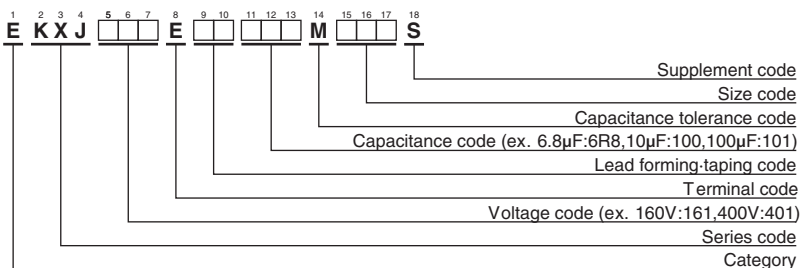 1 2 3 4 5 6 7 8 9 10 11 12 13 14 15 16 17 18
E KXJ □□□ E □□ □□□ M □□□ S
Supplement code
Size code
Capacitance tolerance code
Capacitance code (ex. 6.8μF:6R8,10μF:100,100μF:101)
Lead forming·taping code
Terminal code
Voltage code (ex. 160V:161,400V:401)
Series code
Category